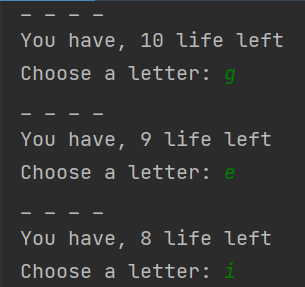 _ _ _ _
You have, 10 life left
Choose a letter: g
_ _ _ _
You have, 9 life left
Choose a letter: e
_ _ _ _
You have, 8 life left
Choose a letter: i